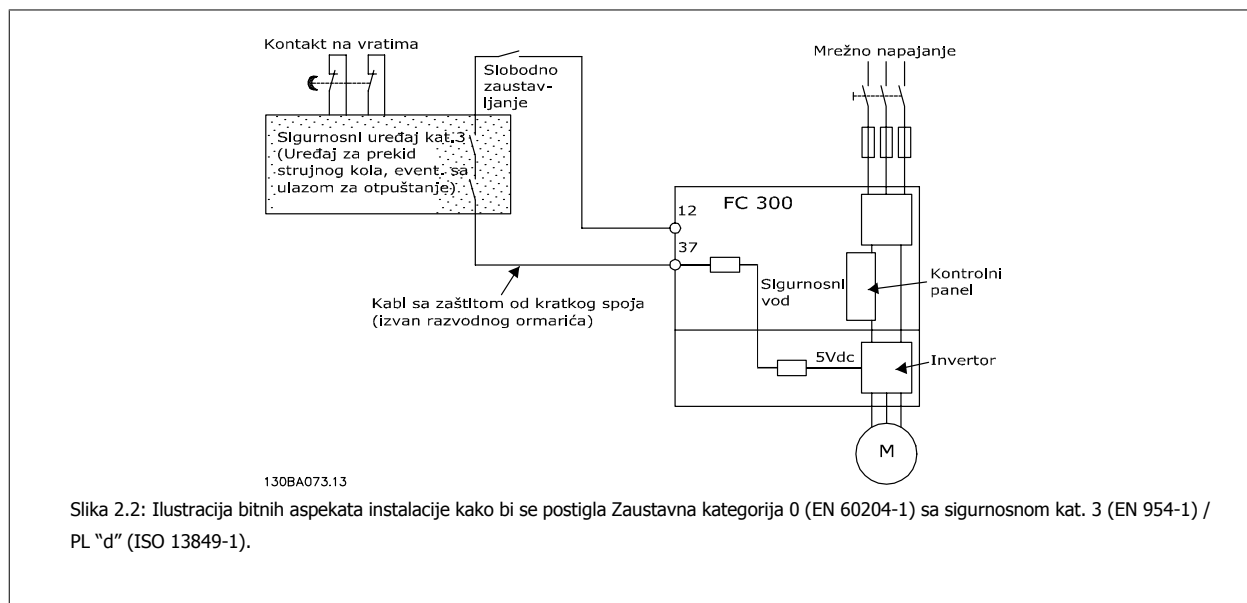 Kontakt na vratima
Mrežno napajanje
Slobodno
zaustav-
ljanje
SIgurnosnI uređaj kat.3
(Uređaj za prekid
strujnog kola, event. sa
ulazom za otpuštanje)
12
FC 300
37
SIgurnosnI
vod
Kontrolni
panel
KabI sa zaštItom od kratkog spoja
(izvan razvodnog ormarića)
5Vdc
Invertor
M
130BA073.13
Slika 2.2: Ilustracija bitnih aspekata instalacije kako bi se postigla Zaustavna kategorija 0 (EN 60204-1) sa sigurnosnom kat. 3 (EN 954-1) /
PL “d” (ISO 13849-1).